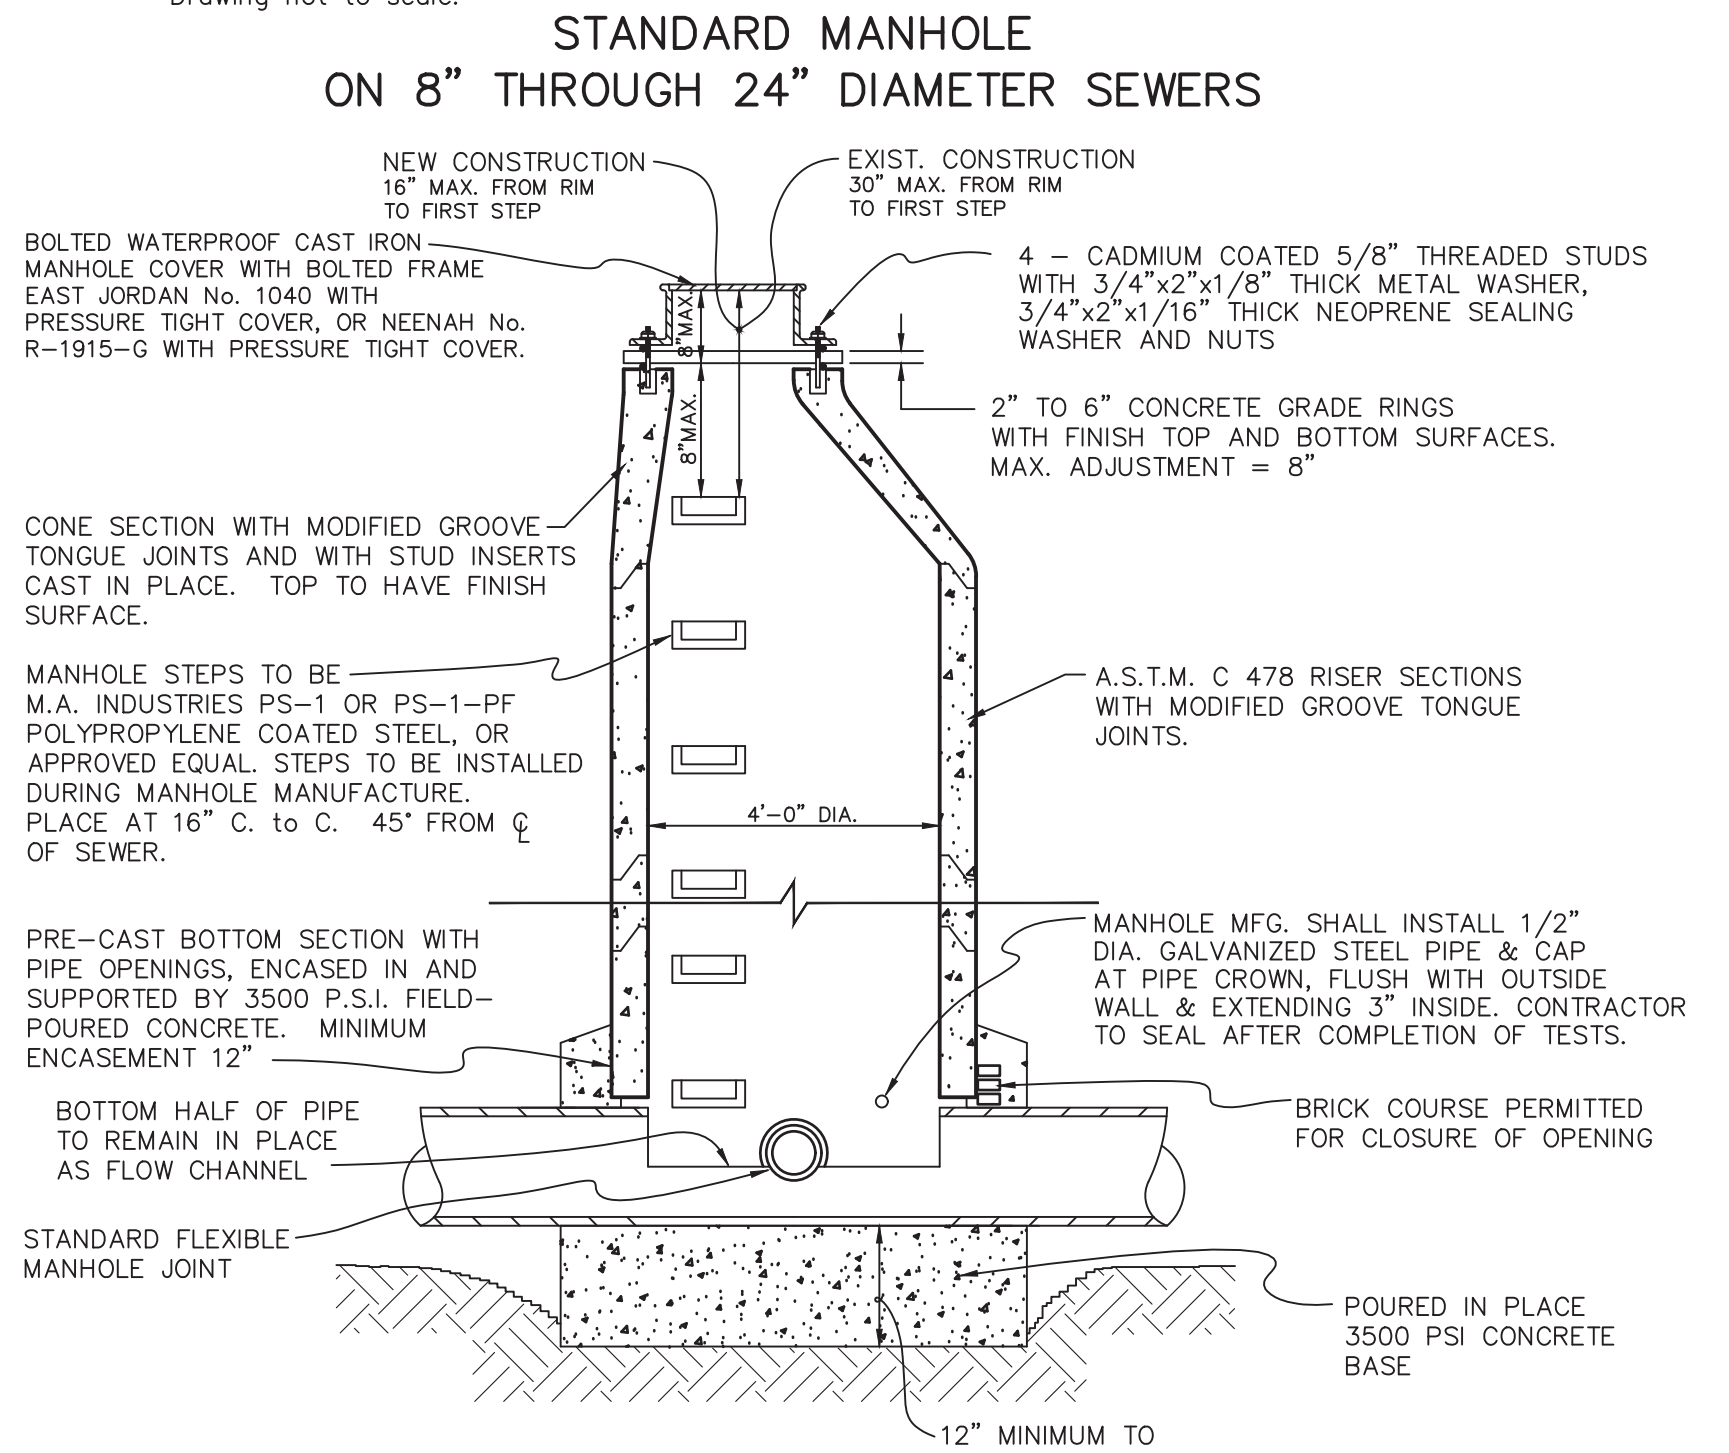 Drawing not to scale.
STANDARD MANHOLE
ON 8” THROUGH 24” DIAMETER SEWERS
NEW CONSTRUCTION
16” MAX. FROM RIM
TO FIRST STEP
EXIST. CONSTRUCTION
30” MAX. FROM RIM
TO FIRST STEP
BOLTED WATERPROOF CAST IRON
MANHOLE COVER WITH BOLTED FRAME
EAST JORDAN No. 1040 WITH
PRESSURE TIGHT COVER, OR NEENAH No.
R-1915-G WITH PRESSURE TIGHT COVER.
4 - CADMIUM COATED 5/8” THREADED STUDS
WITH 3/4”x2”x1/8” THICK METAL WASHER,
3/4”x2”x1/16” THICK NEOPRENE SEALING
WASHER AND NUTS
8”MAX.
8”MAX.
2” TO 6” CONCRETE GRADE RINGS
WITH FINISH TOP AND BOTTOM SURFACES.
MAX. ADJUSTMENT = 8”
CONE SECTION WITH MODIFIED GROOVE
TONGUE JOINTS AND WITH STUD INSERTS
CAST IN PLACE. TOP TO HAVE FINISH
SURFACE.
MANHOLE STEPS TO BE
M.A. INDUSTRIES PS-1 OR PS-1-PF
POLYPROPYLENE COATED STEEL, OR
APPROVED EQUAL. STEPS TO BE INSTALLED
DURING MANHOLE MANUFACTURE.
PLACE AT 16” C. to C. 45° FROM ℄
OF SEWER.
A.S.T.M. C 478 RISER SECTIONS
WITH MODIFIED GROOVE TONGUE
JOINTS.
4'-0” DIA.
PRE-CAST BOTTOM SECTION WITH
PIPE OPENINGS, ENCASED IN AND
SUPPORTED BY 3500 P.S.I. FIELD-
POURED CONCRETE. MINIMUM
ENCASEMENT 12”
MANHOLE MFG. SHALL INSTALL 1/2”
DIA. GALVANIZED STEEL PIPE & CAP
AT PIPE CROWN, FLUSH WITH OUTSIDE
WALL & EXTENDING 3” INSIDE. CONTRACTOR
TO SEAL AFTER COMPLETION OF TESTS.
BOTTOM HALF OF PIPE
TO REMAIN IN PLACE
AS FLOW CHANNEL
BRICK COURSE PERMITTED
FOR CLOSURE OF OPENING
STANDARD FLEXIBLE
MANHOLE JOINT
POURED IN PLACE
3500 PSI CONCRETE
BASE
12” MINIMUM TO